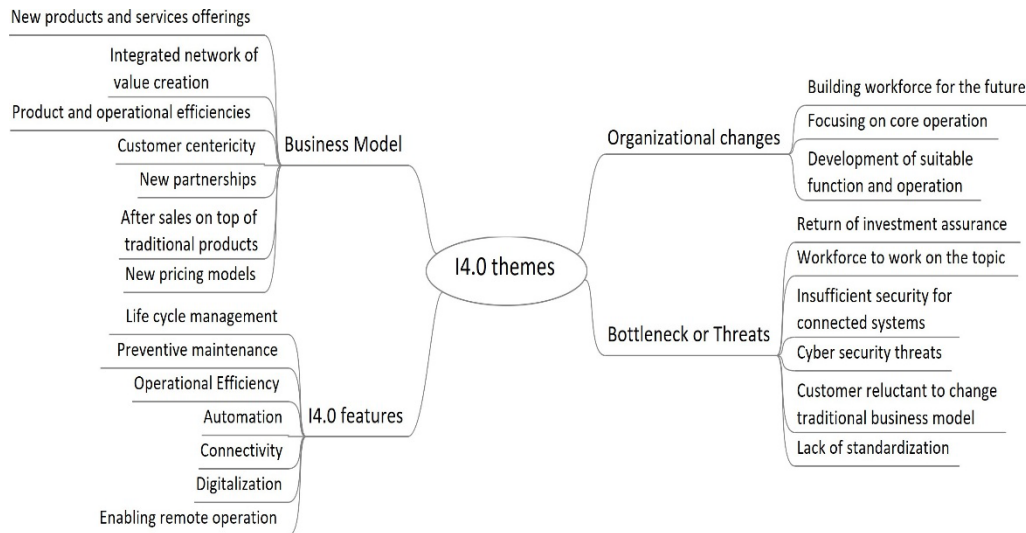 New products and services offerings
Integrated network of
value creation
Product and operational efficiencies
Customer centericity
New partnerships
After sales on top of
traditional products
New pricing models
Business Model
Life cycle management
Preventive maintenance
Operational Efficiency
Automation
Connectivity
Digitalization
Enabling remote operation
I4.0 features
I4.0 themes
Organizational changes
Building workforce for the future
Focusing on core operation
Development of suitable
function and operation
Bottleneck or Threats
Return of investment assurance
Workforce to work on the topic
Insufficient security for
connected systems
Cyber security threats
Customer reluctant to change
traditional business model
Lack of standardization